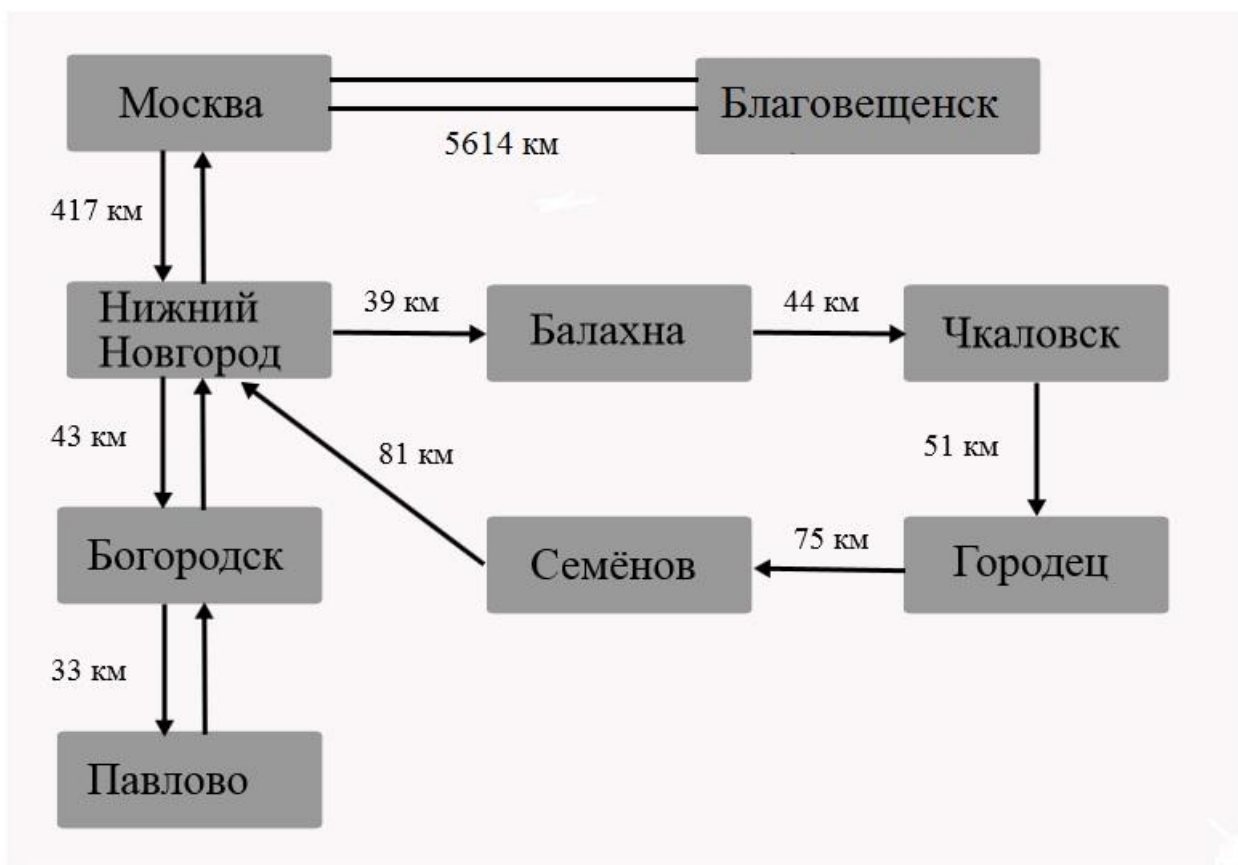 Москва
Благовещенск
5614 км
417 км
Нижний
Новгород
39 км
Балахна
44 км
Чкаловск
43 км
81 км
51 км
Богородск
Семёнов
75 км
Городец
33 км
Павлово